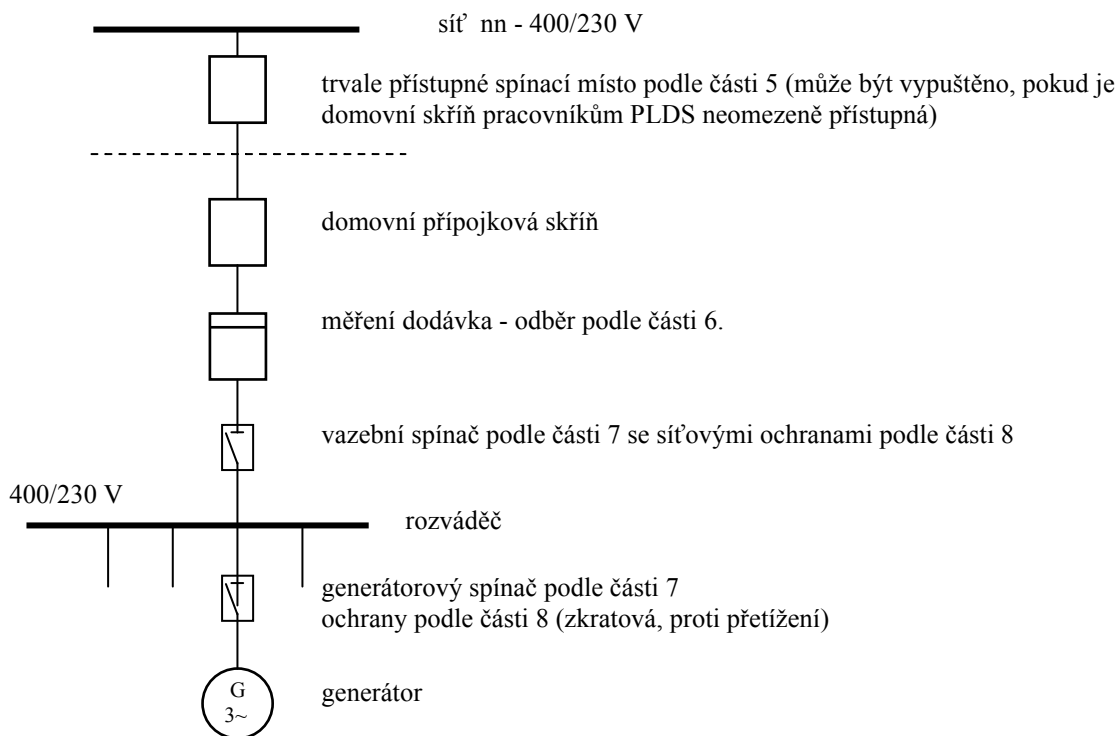 síť nn - 400/230 V
trvale přístupné spínací místo podle části 5 (může být vypuštěno, pokud je
domovní skříň pracovníkům PLDS neomezeně přístupná)
domovní přípojková skříň
měření dodávka - odběr podle části 6.
vazební spínač podle části 7 se síťovými ochranami podle části 8
400/230 V
rozváděč
generátorový spínač podle části 7
ochrany podle části 8 (zkratová, proti přetížení)
G
3~
generátor